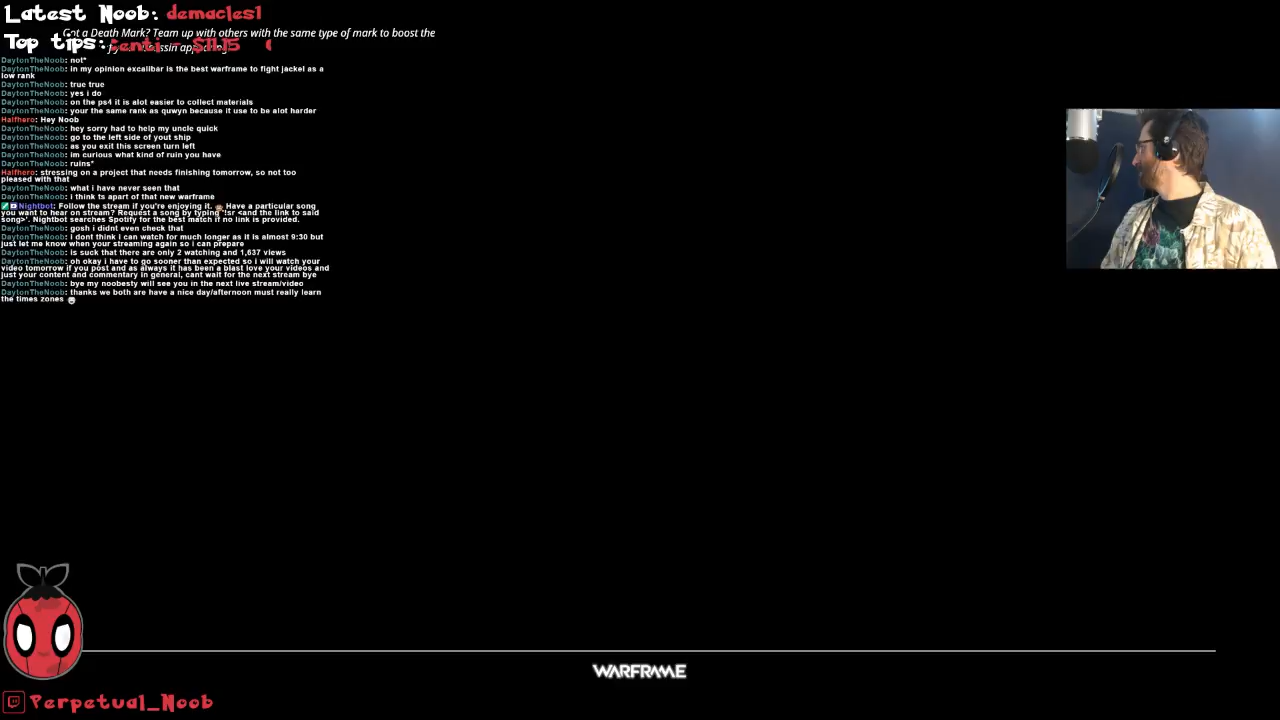 Latest Noob: demacles1
Got a Death Mark? Team up with others with the same type of mark to boost the
Top tips: enti - $11.15
DaytonTheNoob: not*
DaytonTheNoob: in my opinion excalibar is the best warframe to fight jackel as a
low rank
DaytonTheNoob: true true
DaytonTheNoob: yes i do
DaytonTheNoob: on the ps4 it is alot easier to collect materials
DaytonTheNoob: your the same rank as quwyn because it use to be alot harder
Halfhero: Hey Noob
DaytonTheNoob: hey sorry had to help my uncle quick
DaytonTheNoob: go to the left side of yout ship
DaytonTheNoob: as you exit this screen turn left
DaytonTheNoob: im curious what kind of ruin you have
DaytonTheNoob: ruins*
Halfhero: stressing on a project that needs finishing tomorrow, so not too
pleased with that
DaytonTheNoob: what i have never seen that
DaytonTheNoob: i think ts apart of that new warframe
Nightbot: Follow the stream if you're enjoying it. Have a particular song
you want to hear on stream? Request a song by typing "!sr <and the link to said
song>'. Nightbot searches Spotify for the best match if no link is provided.
DaytonTheNoob: gosh i didnt even check that
DaytonTheNoob: i dont think i can watch for much longer as it is almost 9:30 but
just let me know when your streaming again so i can prepare
DaytonTheNoob: is suck that there are only 2 watching and 1,637 views
DaytonTheNoob: oh okay i have to go sooner than expected so i will watch your
video tomorrow if you post and as always it has been a blast love your videos and
just your content and commentary in general, cant wait for the next stream bye
DaytonTheNoob: bye my noobesty will see you in the next live stream/video
DaytonTheNoob: thanks we both are have a nice day/afternoon must really learn
the times zones
WARFRAME
Perpetual_Noob